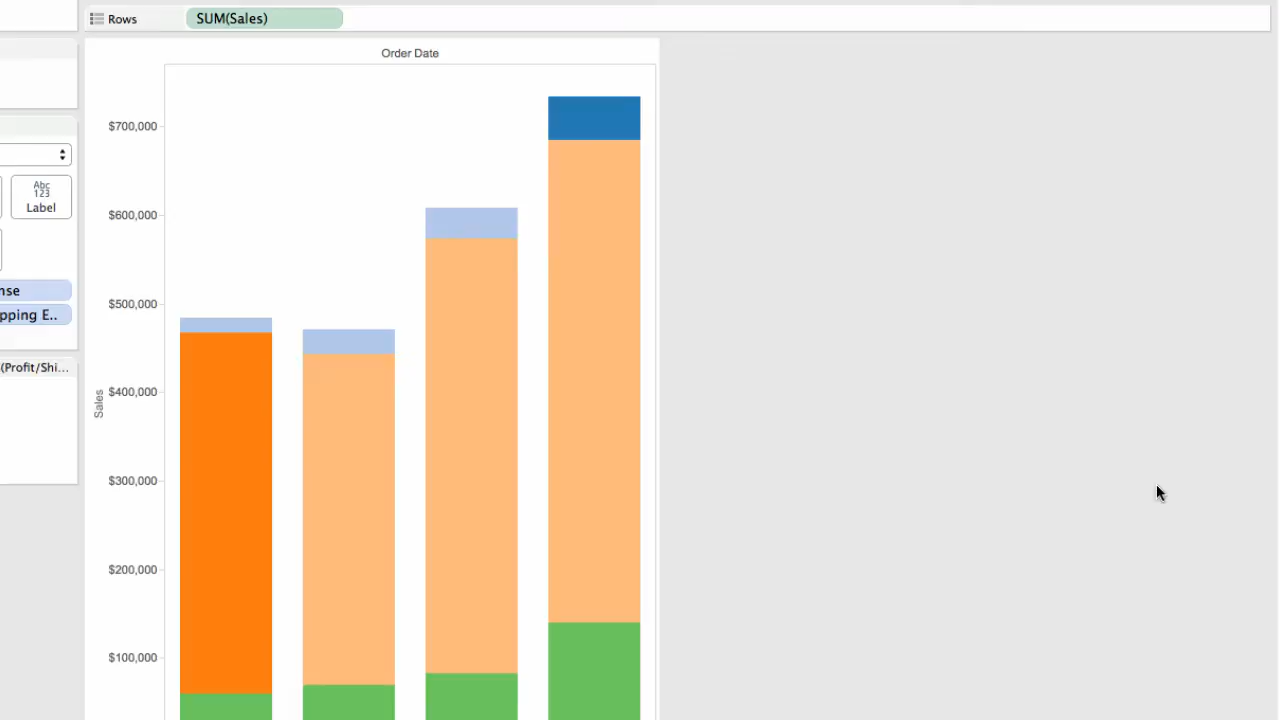 Rows SUM(Sales)
Order Date
$700,000
Abc
123
Label
$600,000
nse
$500,000
pping E..
(Profit/Shi...
$400,000
Sales
$300,000
$200,000
$100,000